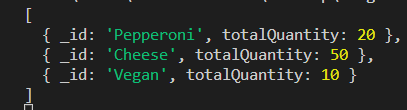 [
{ _id: 'Pepperoni', totalQuantity: 20 },
{ _id: 'Cheese', totalQuantity: 50 },
{ _id: 'Vegan', totalQuantity: 10 }
]